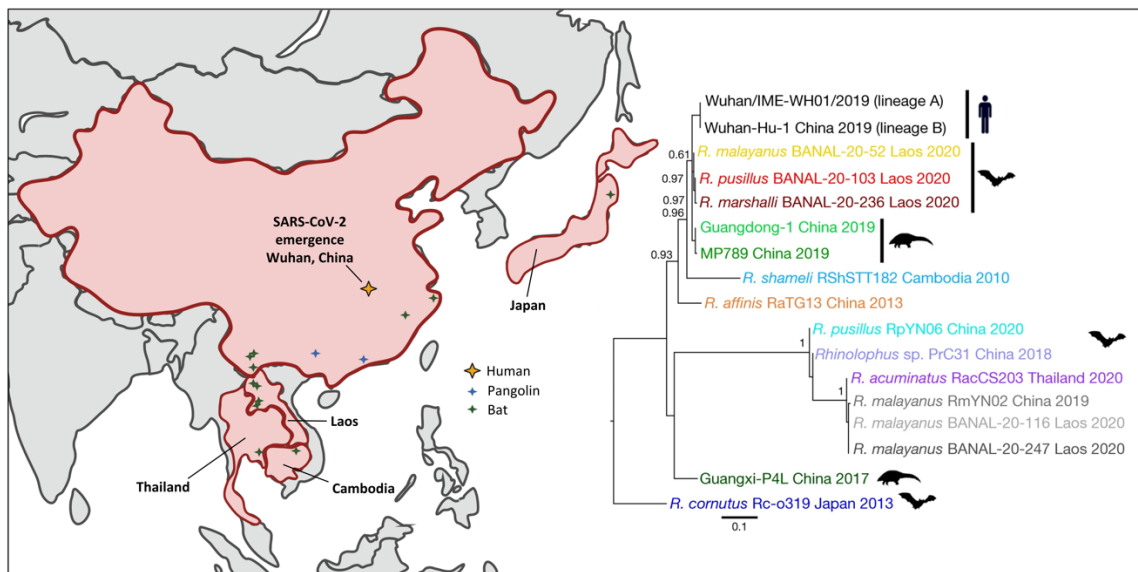 SARS-CoV-2
emergence
Wuhan, China
Japan
Laos
Thailand
Cambodia
Human
Pangolin
Bat
Wuhan/IME-WH01/2019 (lineage A)
Wuhan-Hu-1 China 2019 (lineage B)
0.61
R. malayanus BANAL-20-52 Laos 2020
0.97
R. pusillus BANAL-20-103 Laos 2020
0.97
R. marshalli BANAL-20-236 Laos 2020
0.96
Guangdong-1 China 2019
MP789 China 2019
0.93
R. shameli RShSTT182 Cambodia 2010
R. affinis RaTG13 China 2013
1
R. pusillus RpYN06 China 2020
Rhinolophus sp. PrC31 China 2018
1
R. acuminatus RacCS203 Thailand 2020
R. malayanus RmYN02 China 2019
R. malayanus BANAL-20-116 Laos 2020
R. malayanus BANAL-20-247 Laos 2020
Guangxi-P4L China 2017
R. cornutus Rc-o319 Japan 2013
0.1